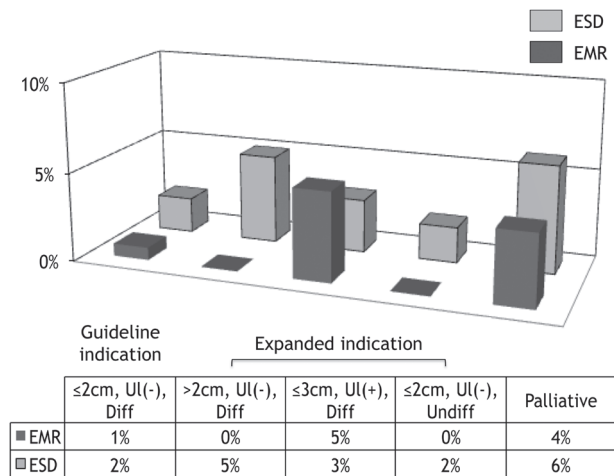 ESD
EMR
10%
5%
0%
Guideline
indication
Expanded indication
≤2cm, Ul(-),
Diff
>2cm, Ul(-),
Diff
≤3cm, Ul(+),
Diff
≤2cm, Ul(-),
Undiff
Palliative
EMR 1% 0% 5% 0% 4%
ESD 2% 5% 3% 2% 6%